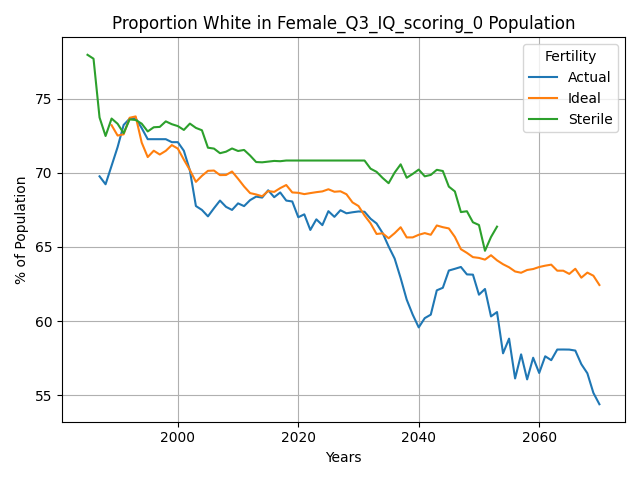 Proportion White in Female_Q3_IQ_scoring_0 Population
Fertility
Actual
Ideal
Sterile
% of Population
75
70
65
60
55
2000
2020
2040
2060
Years